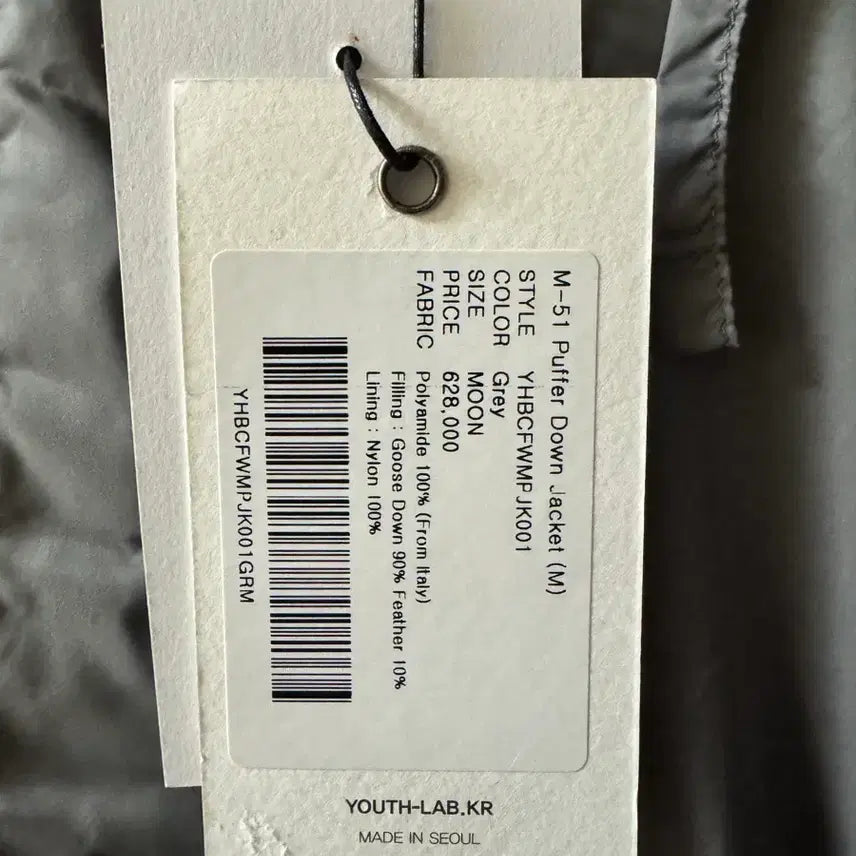 M-51 Puffer Down Jacket (M)
STYLE YHBCFWMPJK001
COLOR Grey
SIZE MOON
PRICE 628,000
FABRIC Polyamide 100% (From Italy)
Filling : Goose Down 90% Feather 10%
Lining : Nylon 100%
YHBCFWMPJK001GRM
YOUTH-LAB.KR
MADE IN SEOUL